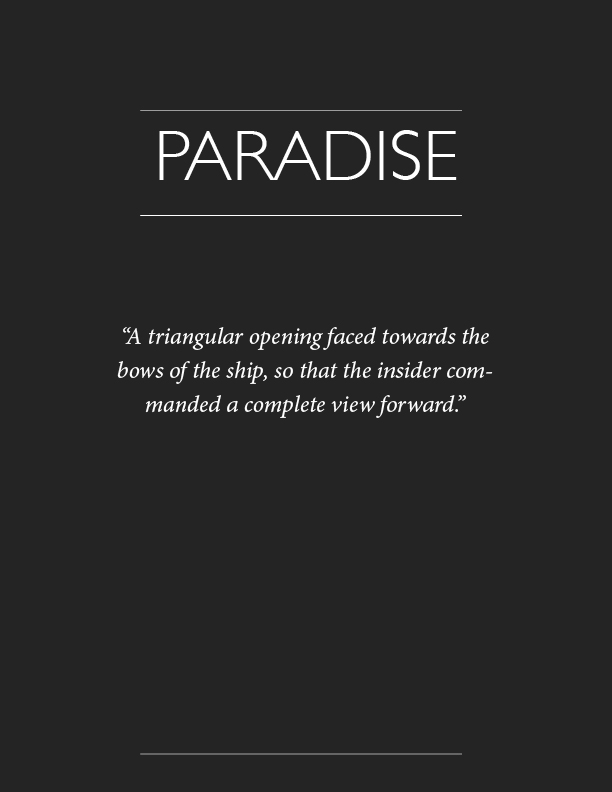 PARADISE
“A triangular opening faced towards the
bows of the ship, so that the insider com-
manded a complete view forward.”